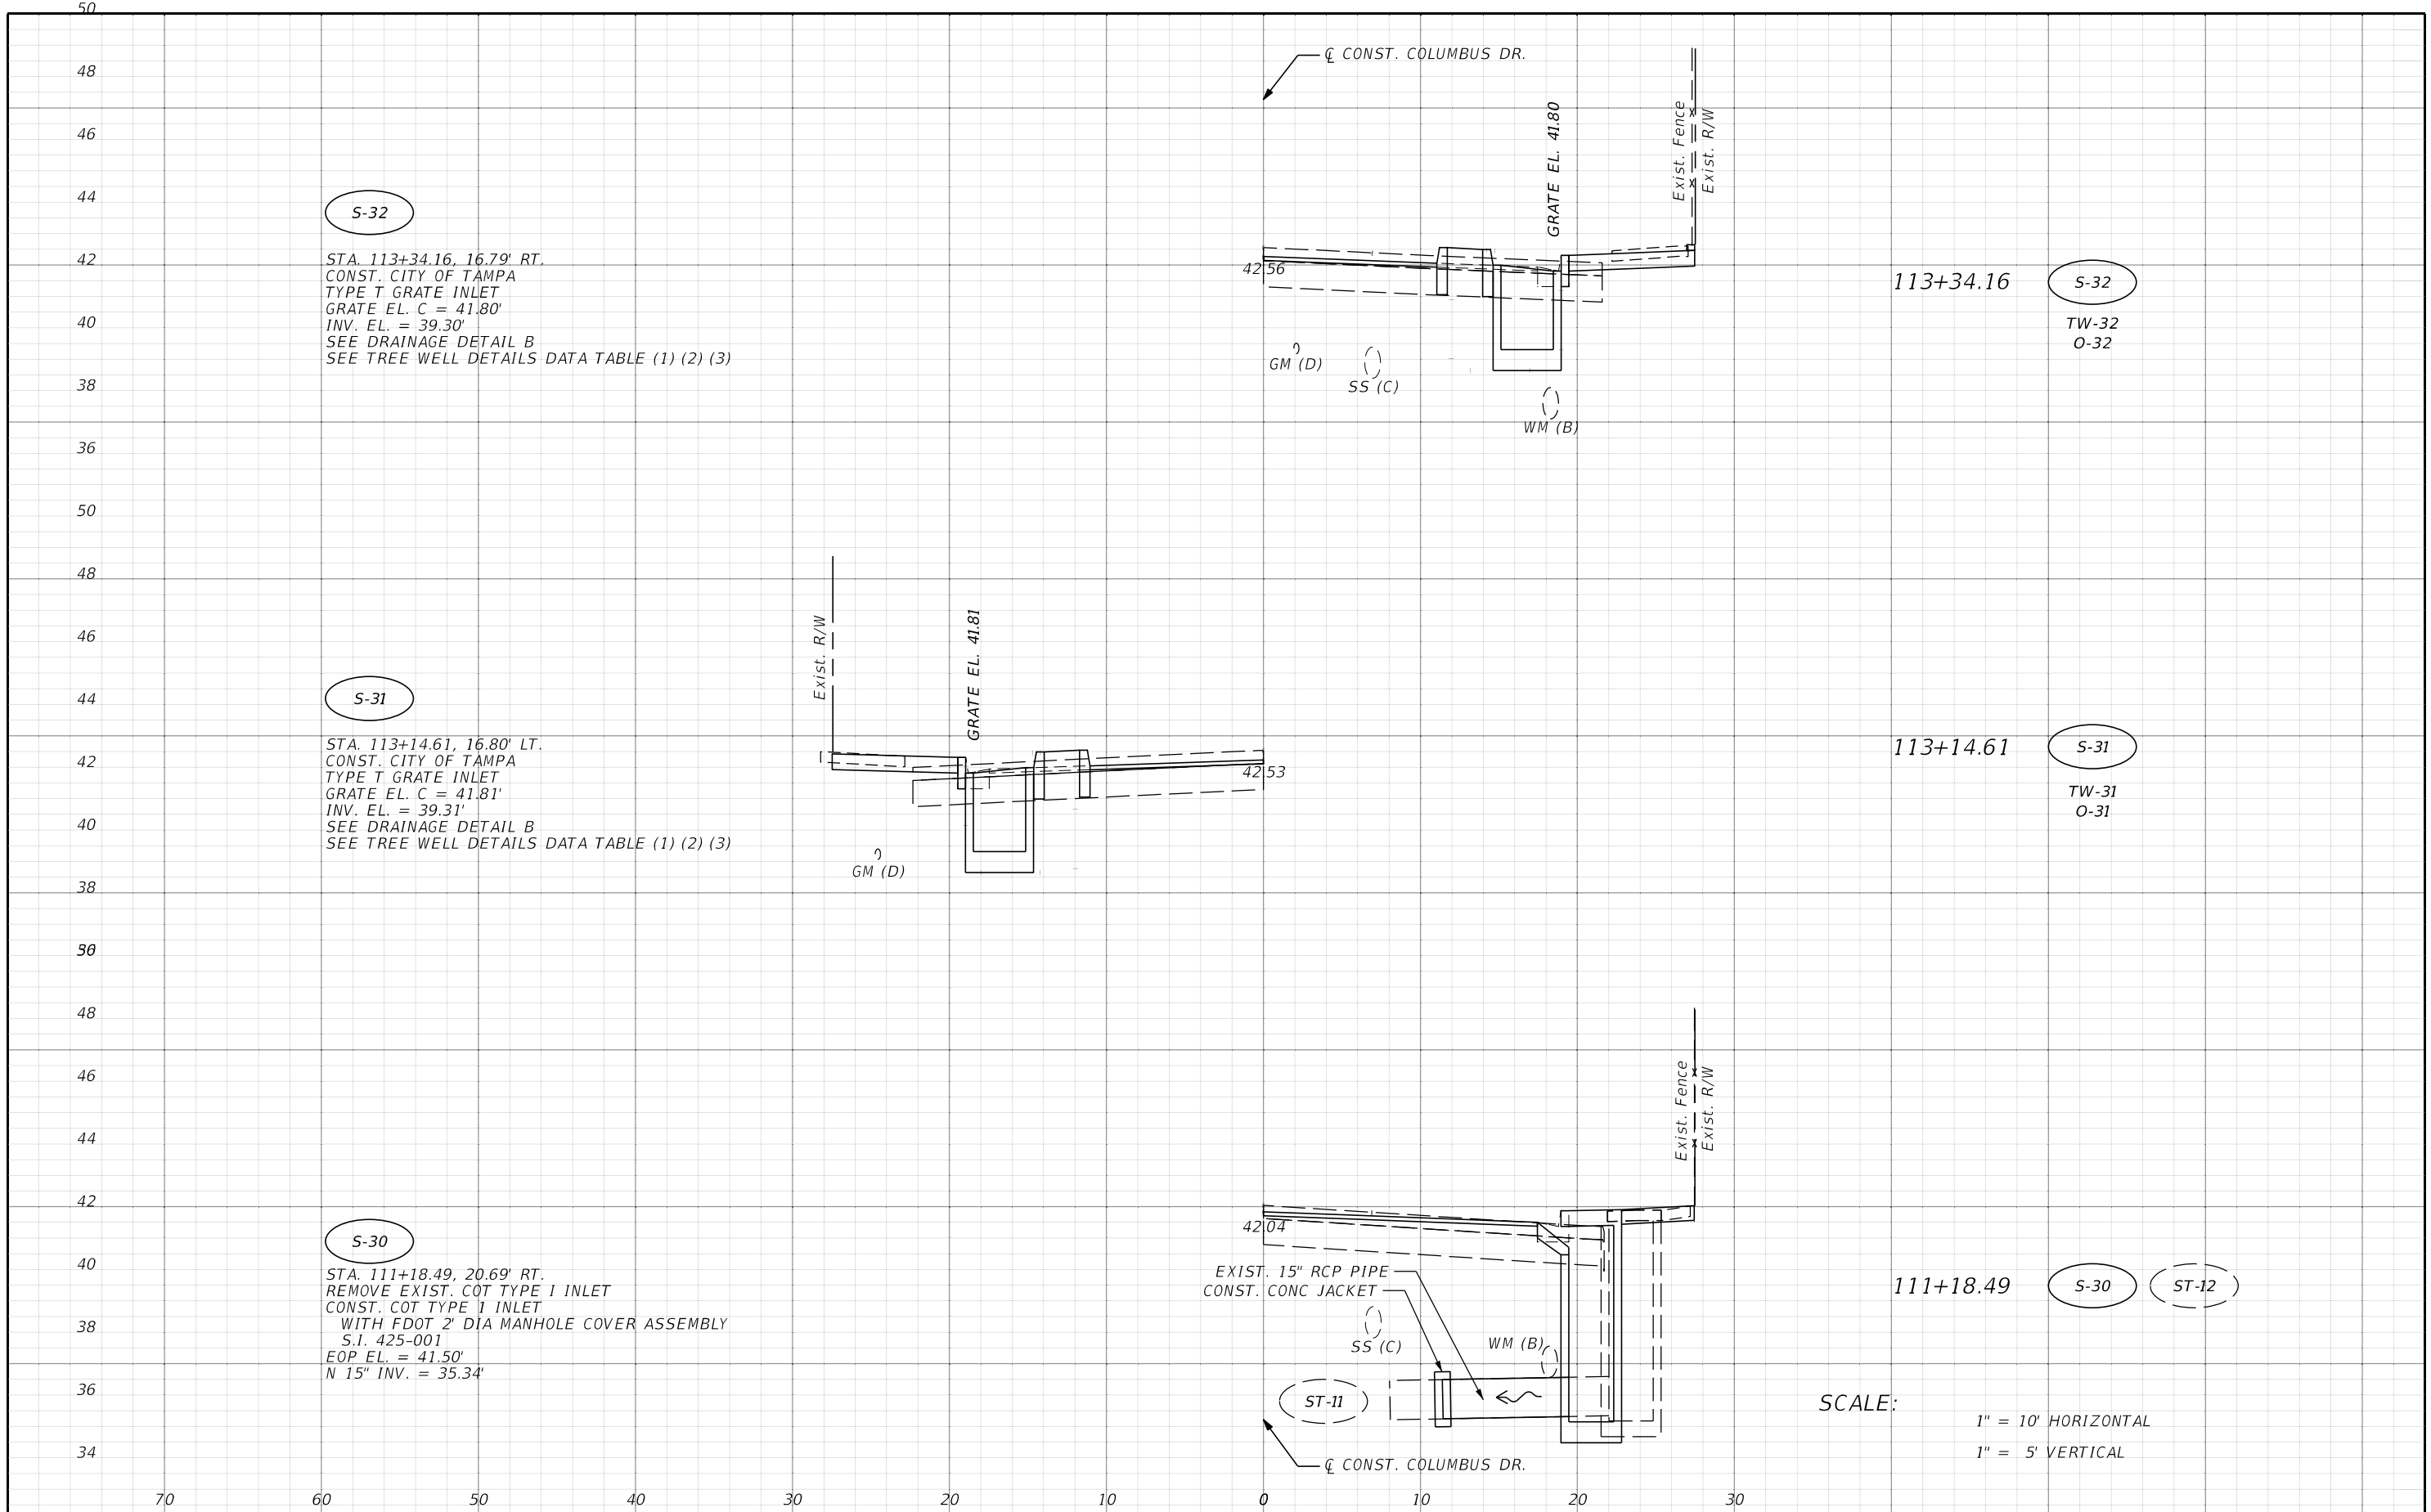 50
48
46
44
42
40
38
36
℄ CONST. COLUMBUS DR.
GRATE EL. 41.80
Exist. Fence
Exist. R/W
S-32
STA. 113+34.16, 16.79' RT.
CONST. CITY OF TAMPA
TYPE T GRATE INLET
GRATE EL. C = 41.80'
INV. EL. = 39.30'
SEE DRAINAGE DETAIL B
SEE TREE WELL DETAILS DATA TABLE (1) (2) (3)
42.56
GM (D)
SS (C)
WM (B)
113+34.16
S-32
TW-32
O-32
50
48
46
44
42
40
38
36
Exist. R/W
GRATE EL. 41.81
S-31
STA. 113+14.61, 16.80' LT.
CONST. CITY OF TAMPA
TYPE T GRATE INLET
GRATE EL. C = 41.81'
INV. EL. = 39.31'
SEE DRAINAGE DETAIL B
SEE TREE WELL DETAILS DATA TABLE (1) (2) (3)
42.53
GM (D)
113+14.61
S-31
TW-31
O-31
50
48
46
44
42
40
38
36
34
Exist. Fence
Exist. R/W
S-30
STA. 111+18.49, 20.69' RT.
REMOVE EXIST. COT TYPE I INLET
CONST. COT TYPE 1 INLET
WITH FDOT 2' DIA MANHOLE COVER ASSEMBLY
S.I. 425-001
EOP EL. = 41.50'
N 15" INV. = 35.34'
42.04
EXIST. 15" RCP PIPE
CONST. CONC JACKET
SS (C)
WM (B)
ST-11
℄ CONST. COLUMBUS DR.
111+18.49
S-30
ST-12
SCALE:
1" = 10' HORIZONTAL
1" = 5' VERTICAL
70 60 50 40 30 20 10 0 10 20 30